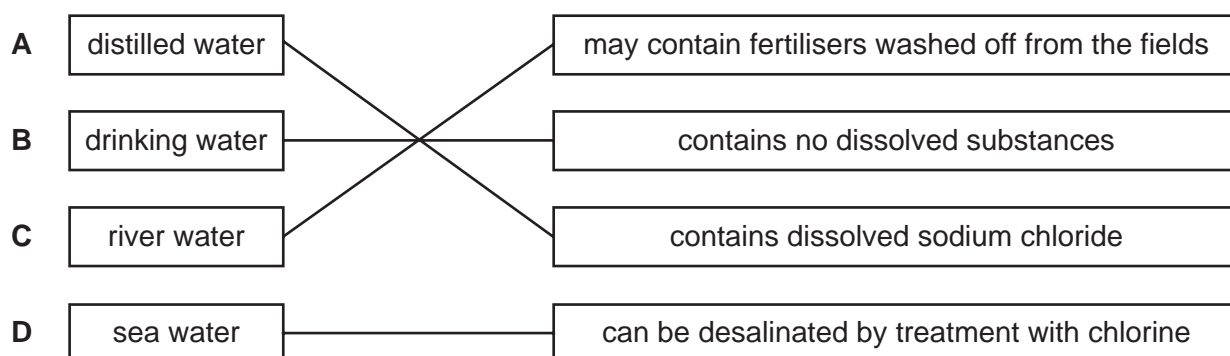 A distilled water may contain fertilisers washed off from the fields
B drinking water contains no dissolved substances
C river water contains dissolved sodium chloride
D sea water can be desalinated by treatment with chlorine